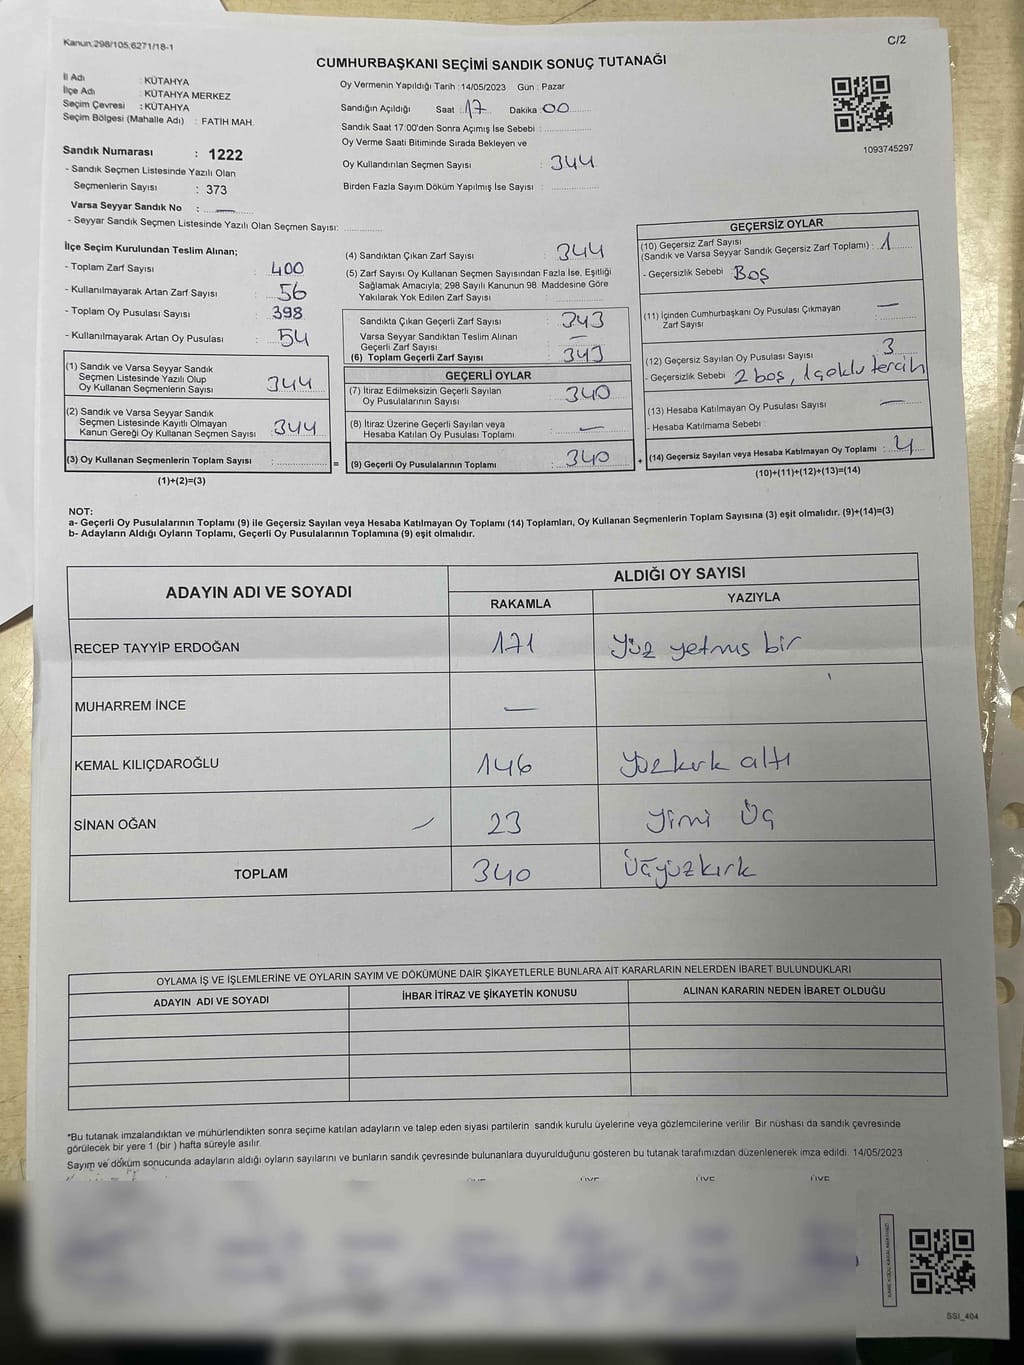 Kanun:298/105,6271/18-1
C/2
CUMHURBAŞKANI SEÇİMİ SANDIK SONUÇ TUTANAĞI
İl Adı : KÜTAHYA
İlçe Adı : KÜTAHYA MERKEZ
Seçim Çevresi : KÜTAHYA
Seçim Bölgesi (Mahalle Adı) : FATİH MAH.
Sandık Numarası : 1222
- Sandık Seçmen Listesinde Yazılı Olan
Seçmenlerin Sayısı : 373
Varsa Seyyar Sandık No : —
- Seyyar Sandık Seçmen Listesinde Yazılı Olan Seçmen Sayısı:
Oy Vermenin Yapıldığı Tarih : 14/05/2023 Gün : Pazar
Sandığın Açıldığı Saat : 17 Dakika : 00
Sandık Saat 17:00'den Sonra Açımış İse Sebebi :
Oy Verme Saati Bitiminde Sırada Bekleyen ve
Oy Kullandırılan Seçmen Sayısı : 344
Birden Fazla Sayım Döküm Yapılmış İse Sayısı :
1093745297
İlçe Seçim Kurulundan Teslim Alınan;
- Toplam Zarf Sayısı : 400
- Kullanılmayarak Artan Zarf Sayısı : 56
- Toplam Oy Pusulası Sayısı : 398
- Kullanılmayarak Artan Oy Pusulası : 54
(1) Sandık ve Varsa Seyyar Sandık
Seçmen Listesinde Yazılı Olup
Oy Kullanan Seçmenlerin Sayısı : 344
(2) Sandık ve Varsa Seyyar Sandık
Seçmen Listesinde Kayıtlı Olmayan
Kanun Gereği Oy Kullanan Seçmen Sayısı : 344
(3) Oy Kullanan Seçmenlerin Toplam Sayısı : =
(1)+(2)=(3)
(4) Sandıktan Çıkan Zarf Sayısı : 344
(5) Zarf Sayısı Oy Kullanan Seçmen Sayısından Fazla İse, Eşitliği
Sağlamak Amacıyla; 298 Sayılı Kanunun 98 Maddesine Göre
Yakılarak Yok Edilen Zarf Sayısı :
Sandıkta Çıkan Geçerli Zarf Sayısı : 343
Varsa Seyyar Sandıktan Teslim Alınan
Geçerli Zarf Sayısı : —
(6) Toplam Geçerli Zarf Sayısı : 343
GEÇERLİ OYLAR
(7) İtiraz Edilmeksizin Geçerli Sayılan
Oy Pusulalarının Sayısı : 340
(8) İtiraz Üzerine Geçerli Sayılan veya
Hesaba Katılan Oy Pusulası Toplamı : —
(9) Geçerli Oy Pusulalarının Toplamı : 340 +
GEÇERSİZ OYLAR
(10) Geçersiz Zarf Sayısı
(Sandık ve Varsa Seyyar Sandık Geçersiz Zarf Toplamı) : 1
- Geçersizlik Sebebi : Boş
(11) İçinden Cumhurbaşkanı Oy Pusulası Çıkmayan
Zarf Sayısı : —
(12) Geçersiz Sayılan Oy Pusulası Sayısı : 3
- Geçersizlik Sebebi : 2 boş, 1 çoklu tercih
(13) Hesaba Katılmayan Oy Pusulası Sayısı : —
- Hesaba Katılmama Sebebi :
(14) Geçersiz Sayılan veya Hesaba Katılmayan Oy Toplamı : 4
(10)+(11)+(12)+(13)=(14)
NOT:
a- Geçerli Oy Pusulalarının Toplamı (9) ile Geçersiz Sayılan veya Hesaba Katılmayan Oy Toplamı (14) Toplamları, Oy Kullanan Seçmenlerin Toplam Sayısına (3) eşit olmalıdır. (9)+(14)=(3)
b- Adayların Aldığı Oyların Toplamı, Geçerli Oy Pusulalarının Toplamına (9) eşit olmalıdır.
ADAYIN ADI VE SOYADI ALDIĞI OY SAYISI
RAKAMLA YAZIYLA
RECEP TAYYİP ERDOĞAN 171 Yüz yetmış bir
MUHARREM İNCE —
KEMAL KILIÇDAROĞLU 146 Yüzkırk altı
SİNAN OĞAN 23 Yirmi Üç
TOPLAM 340 Üçyüzkırk
OYLAMA İŞ VE İŞLEMLERİNE VE OYLARIN SAYIM VE DÖKÜMÜNE DAİR ŞİKAYETLERLE BUNLARA AİT KARARLARIN NELERDEN İBARET BULUNDUKLARI
ADAYIN ADI VE SOYADI İHBAR İTİRAZ VE ŞİKAYETİN KONUSU ALINAN KARARIN NEDEN İBARET OLDUĞU
*Bu tutanak imzalandıktan ve mühürlendikten sonra seçime katılan adayların ve talep eden siyasi partilerin sandık kurulu üyelerine veya gözlemcilerine verilir. Bir nüshası da sandık çevresinde
görülecek bir yere 1 (bir ) hafta süreyle asılır.
Sayım ve döküm sonucunda adayların aldığı oyların sayılarını ve bunların sandık çevresinde bulunanlara duyurulduğunu gösteren bu tutanak tarafımızdan düzenlenerek imza edildi. 14/05/2023
ÜYE ÜYE ÜYE ÜYE
SSI_404